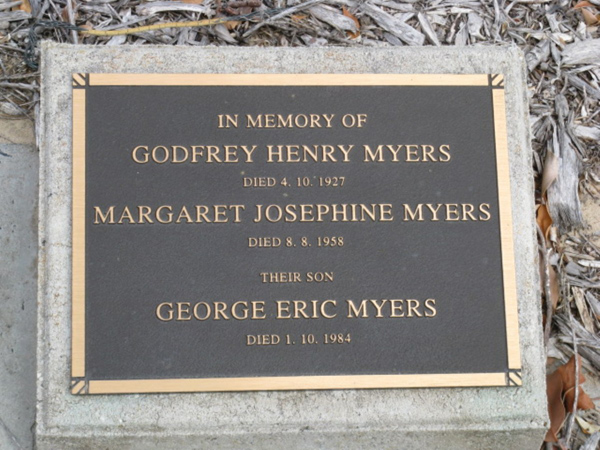 IN MEMORY OF
GODFREY HENRY MYERS
DIED 4. 10. 1927
MARGARET JOSEPHINE MYERS
DIED 8. 8. 1958
THEIR SON
GEORGE ERIC MYERS
DIED 1. 10. 1984